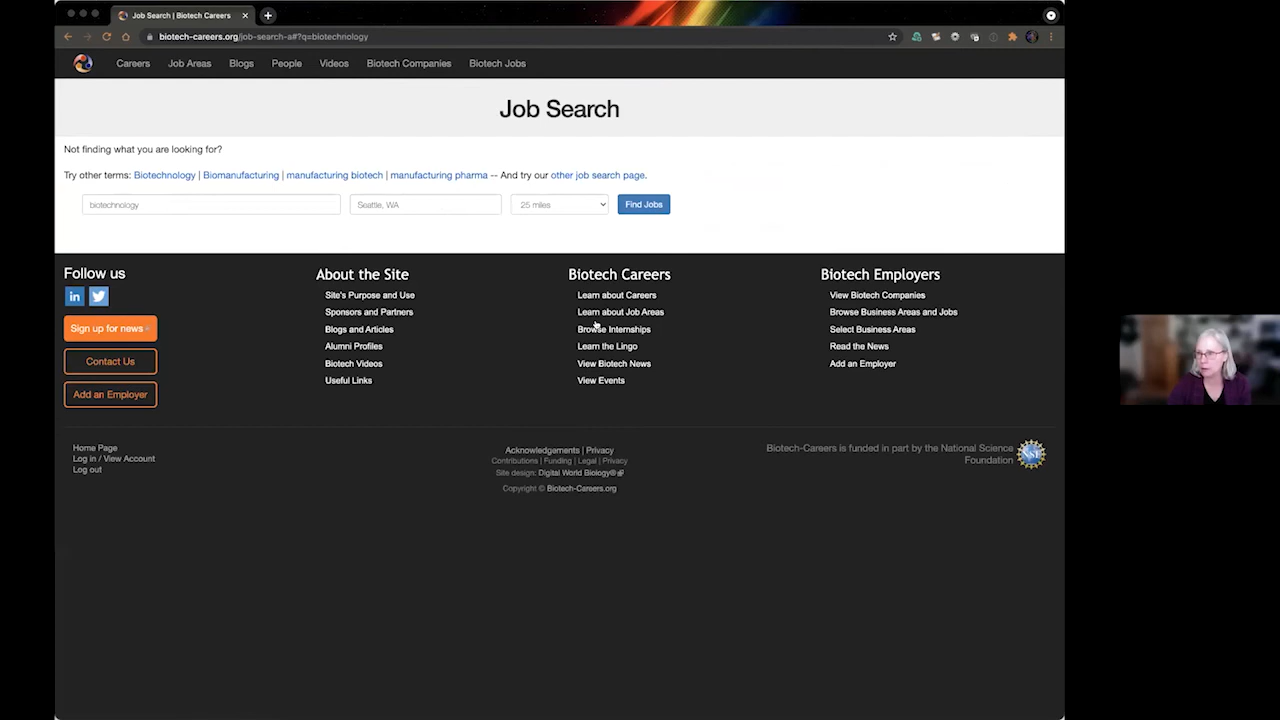 Job Search | Biotech Careers
biotech-careers.org/job-search-a#?q=biotechnology
Careers Job Areas Blogs People Videos Biotech Companies Biotech Jobs
Job Search
Not finding what you are looking for?
Try other terms: Biotechnology | Biomanufacturing | manufacturing biotech | manufacturing pharma -- And try our other job search page.
biotechnology Seattle, WA 25 miles Find Jobs
Follow us
in
Sign up for news
Contact Us
Add an Employer
About the Site
Site's Purpose and Use
Sponsors and Partners
Blogs and Articles
Alumni Profiles
Biotech Videos
Useful Links
Biotech Careers
Learn about Careers
Learn about Job Areas
Browse Internships
Learn the Lingo
View Biotech News
View Events
Biotech Employers
View Biotech Companies
Browse Business Areas and Jobs
Select Business Areas
Read the News
Add an Employer
Home Page
Log in / View Account
Log out
Acknowledgements | Privacy
Contributions | Funding | Legal | Privacy
Site design: Digital World Biology®
Copyright © Biotech-Careers.org
Biotech-Careers is funded in part by the National Science
Foundation
NSF